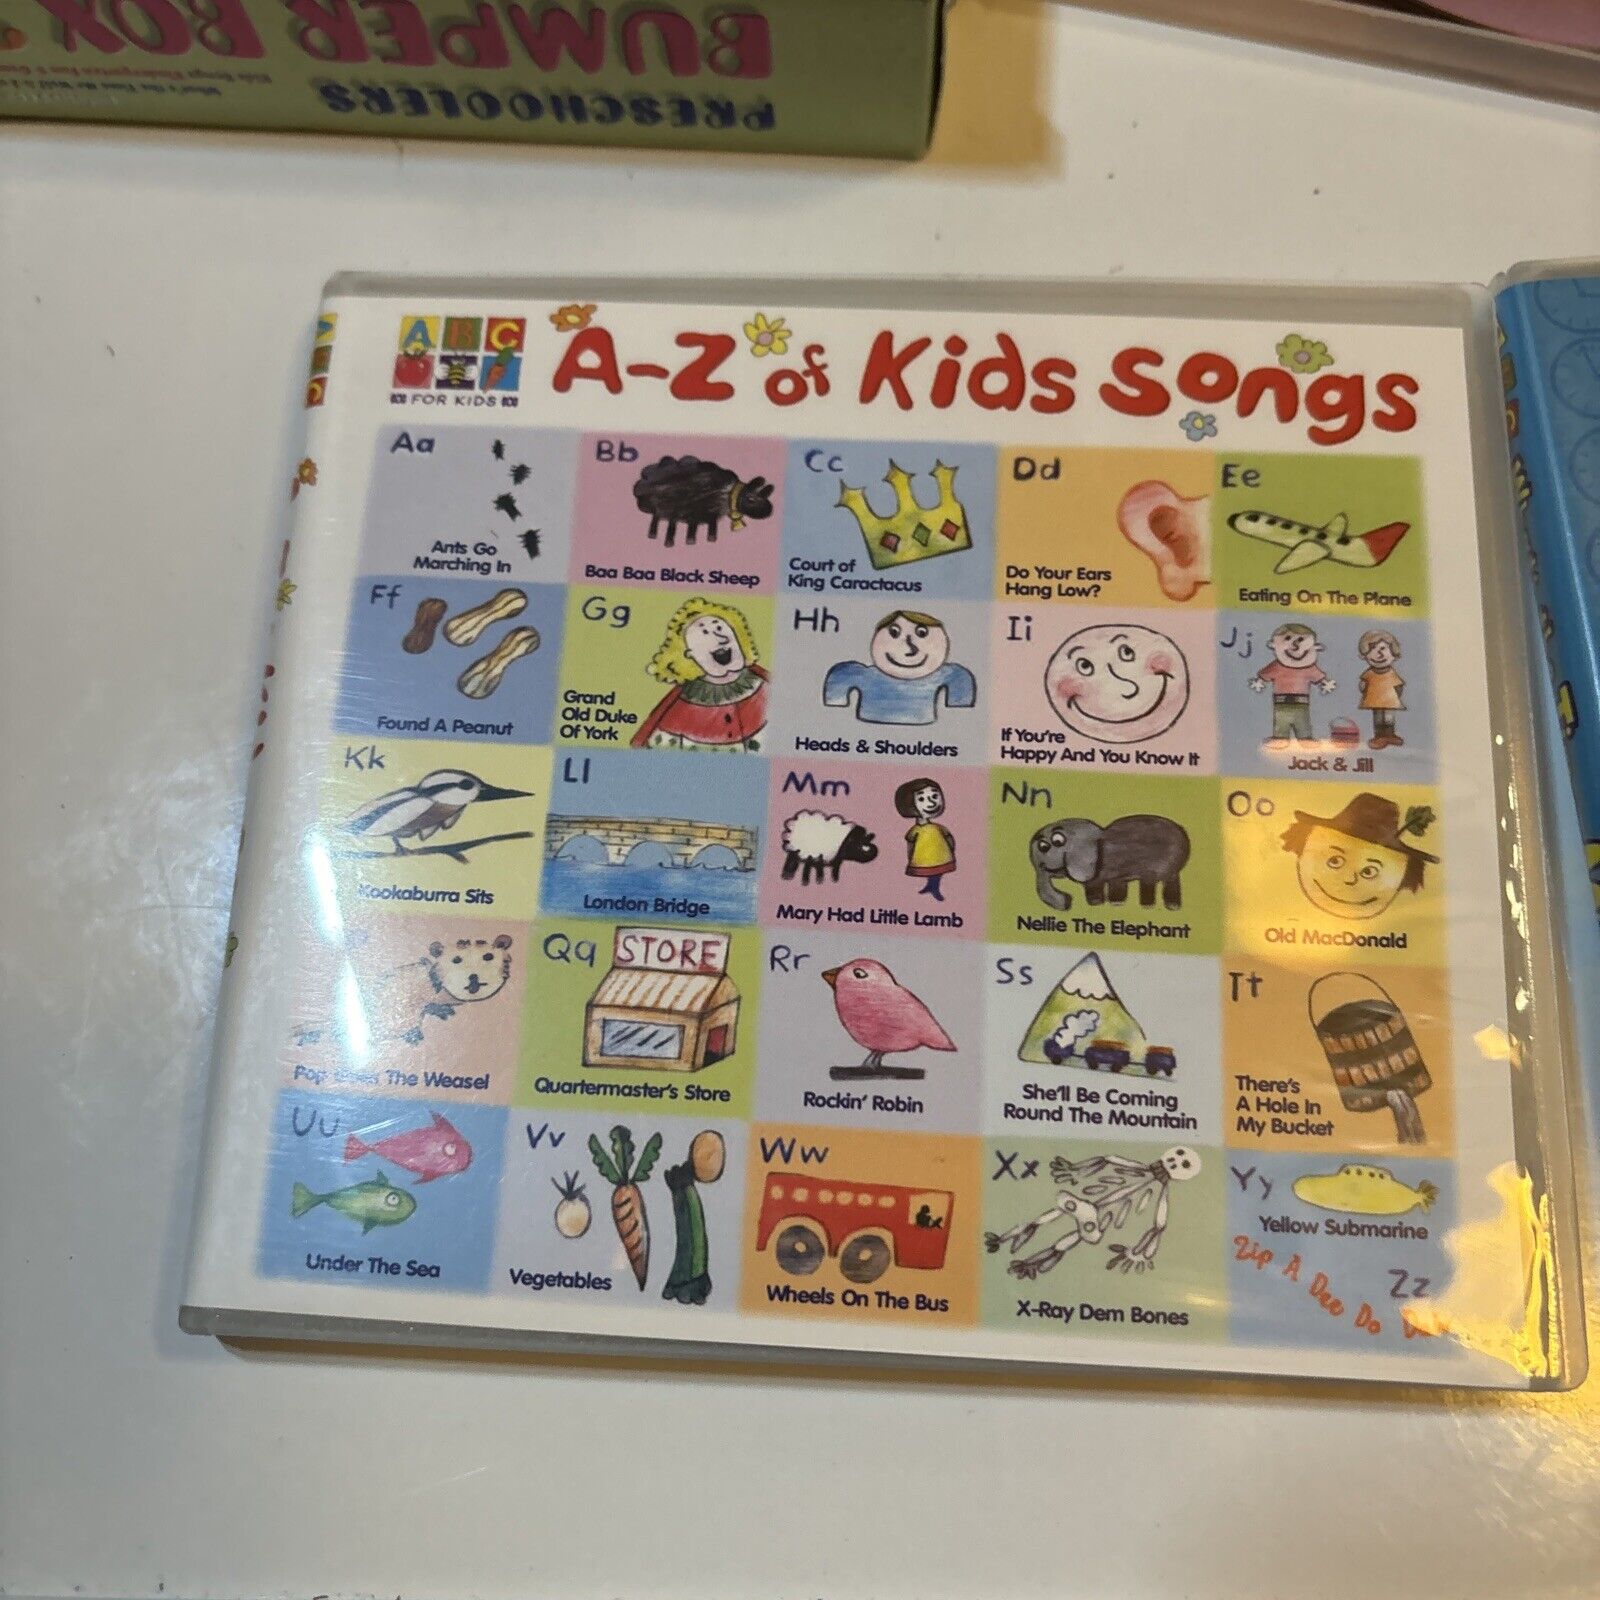 BUMPER BOX
PRESCHOOLERS
ABC
FOR KIDS
A-Z of Kids Songs
Aa
Ants Go
Marching In
Bb
Baa Baa Black Sheep
Cc
Court of
King Caractacus
Dd
Do Your Ears
Hang Low?
Ee
Eating On The Plane
Ff
Found A Peanut
Gg
Grand
Old Duke
Of York
Hh
Heads & Shoulders
Ii
If You're
Happy And You Know It
Jj
Jack & Jill
Kk
Kookaburra Sits
Ll
London Bridge
Mm
Mary Had Little Lamb
Nn
Nellie The Elephant
Oo
Old MacDonald
Pop Goes The Weasel
Qq
STORE
Quartermaster's Store
Rr
Rockin' Robin
Ss
She'll Be Coming
Round The Mountain
Tt
There's
A Hole In
My Bucket
Uu
Under The Sea
Vv
Vegetables
Ww
Wheels On The Bus
Xx
X-Ray Dem Bones
Yy
Yellow Submarine
Zip A Dee Do Dah
Zz